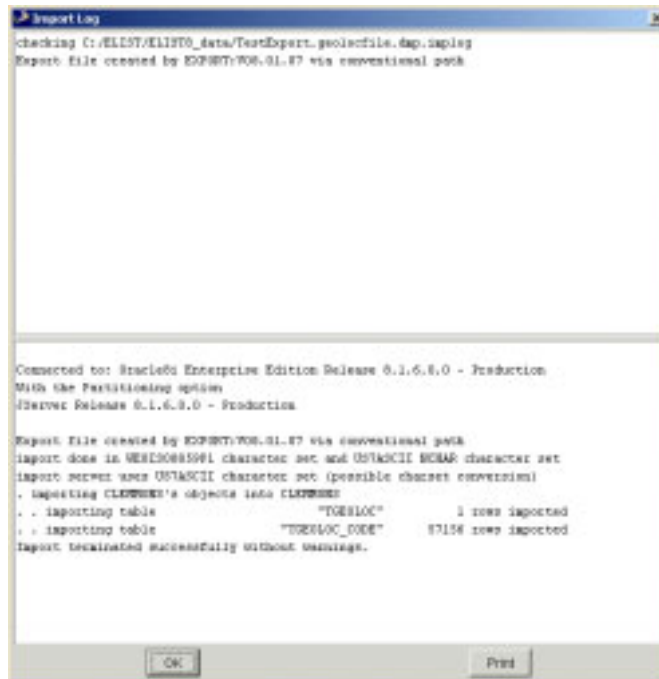 Import Log
checking C:/ELIST/ELIST8_data/TestExport.geolocfile.dmp.implog
Export file created by EXPORT:V08.01.07 via conventional path
Connected to: Oracle8i Enterprise Edition Release 8.1.6.0.0 - Production
With the Partitioning option
JServer Release 8.1.6.0.0 - Production
Export file created by EXPORT:V08.01.07 via conventional path
import done in WE8ISO8859P1 character set and US7ASCII NCHAR character set
import server uses US7ASCII character set (possible charset conversion)
. importing 's objects into
. . importing table "TGEOLOC" 1 rows imported
. . importing table "TGEOLOC_CODE" 87156 rows imported
Import terminated successfully without warnings.
OK
Print